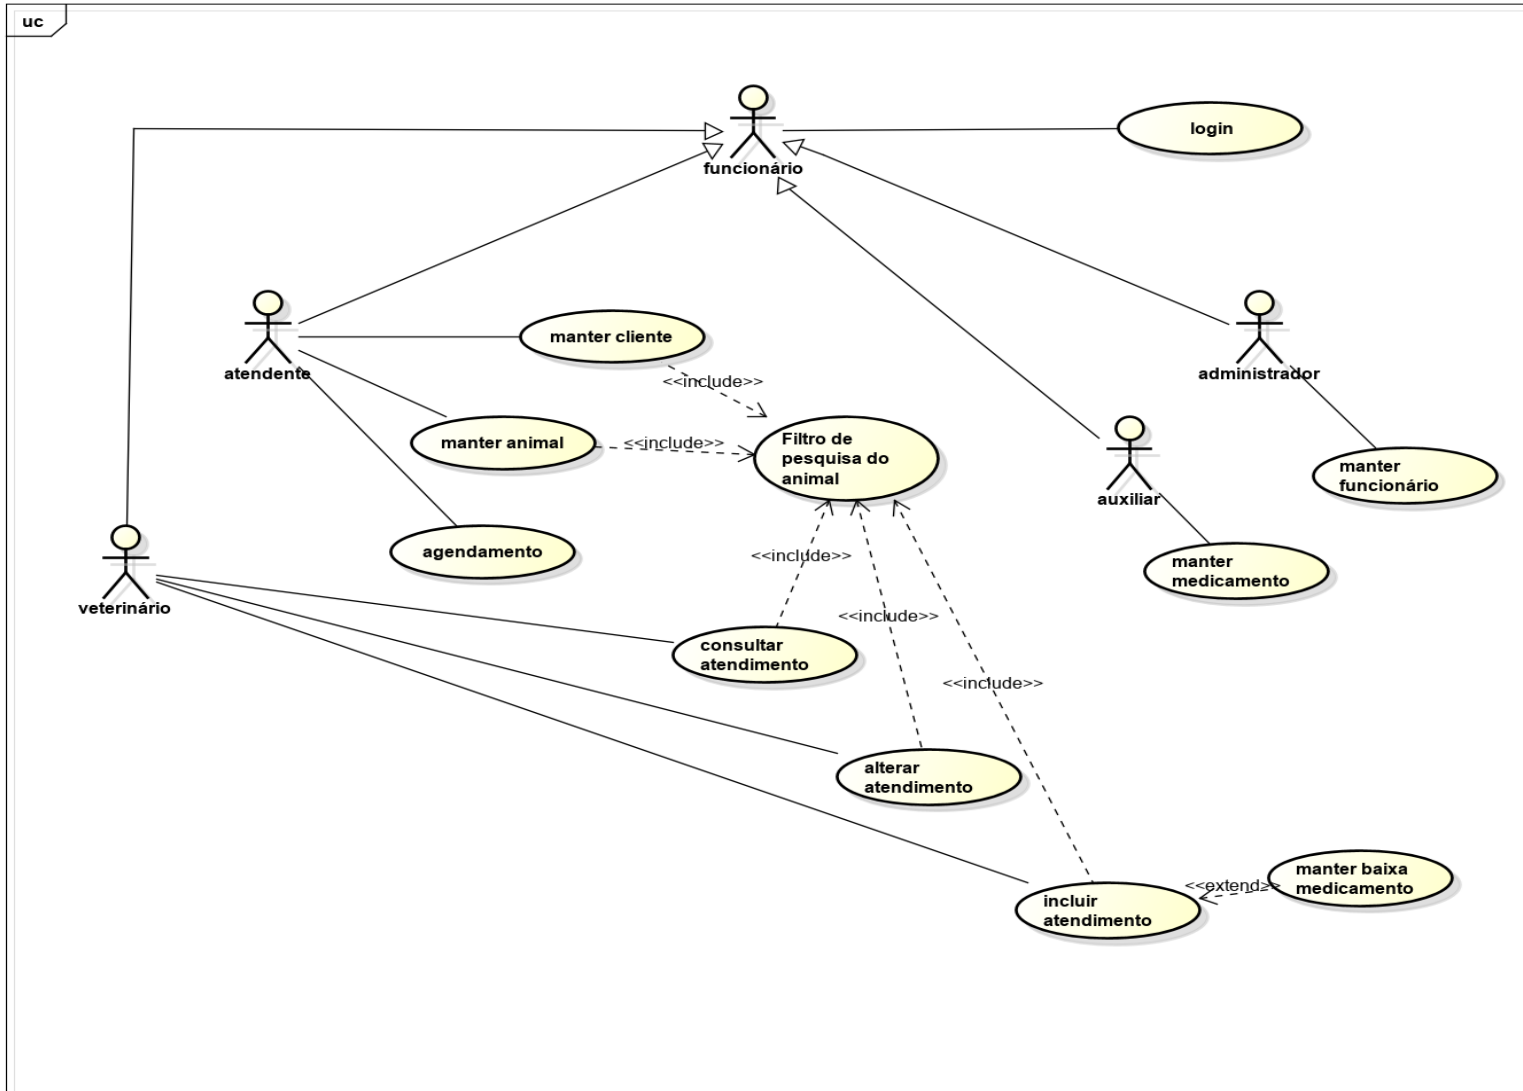 uc
login
funcionário
manter cliente
atendente
<<include>>
administrador
manter animal
<<include>>
Filtro de
pesquisa do
animal
manter
funcionário
auxiliar
agendamento
<<include>>
manter
medicamento
veterinário
<<include>>
consultar
atendimento
<<include>>
alterar
atendimento
<<extend>>
manter baixa
medicamento
incluir
atendimento